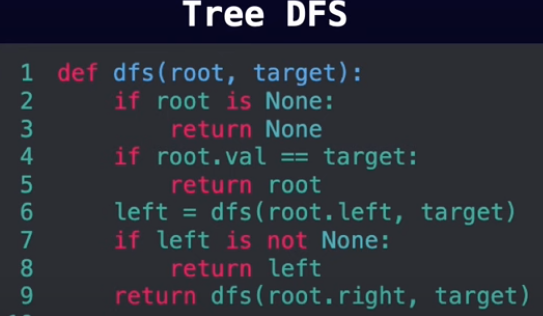 Tree DFS
1 def dfs(root, target):
2     if root is None:
3         return None
4     if root.val == target:
5         return root
6     left = dfs(root.left, target)
7     if left is not None:
8         return left
9     return dfs(root.right, target)